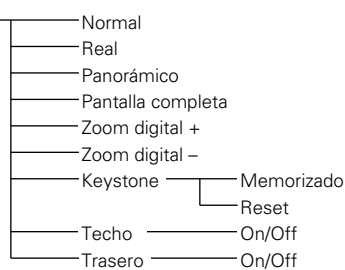 Normal
Real
Panorámico
Pantalla completa
Zoom digital +
Zoom digital –
Keystone Memorizado
Reset
Techo On/Off
Trasero On/Off